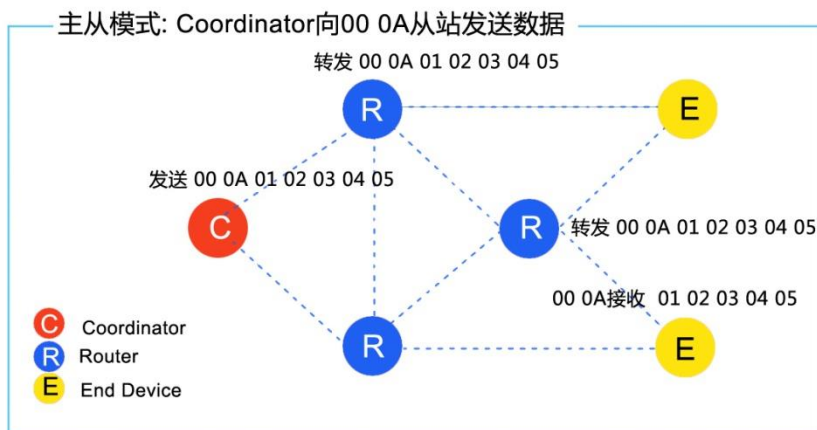 主从模式: Coordinator向00 0A从站发送数据
转发 00 0A 01 02 03 04 05
R
E
发送 00 0A 01 02 03 04 05
C
R
转发 00 0A 01 02 03 04 05
00 0A接收 01 02 03 04 05
R
E
C Coordinator
R Router
E End Device